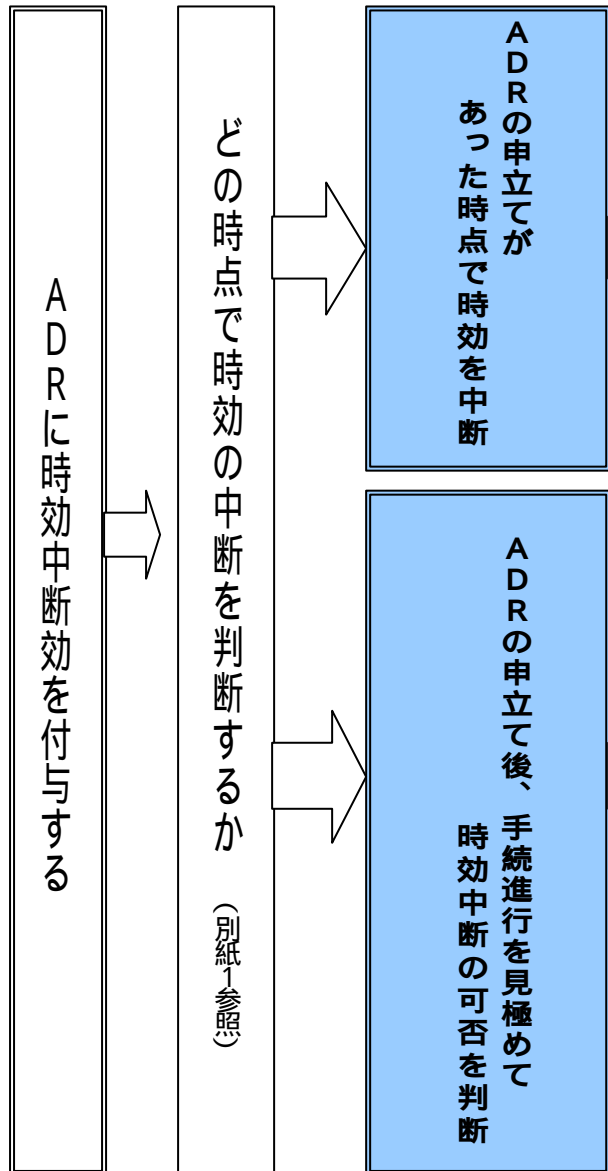 ADRに時効中断効を付与する
どの時点で時効の中断を判断するか (別紙1参照)
ADRの申立てが
あった時点で時効を中断
ADRの申立て後、手続進行を見極めて
時効中断の可否を判断